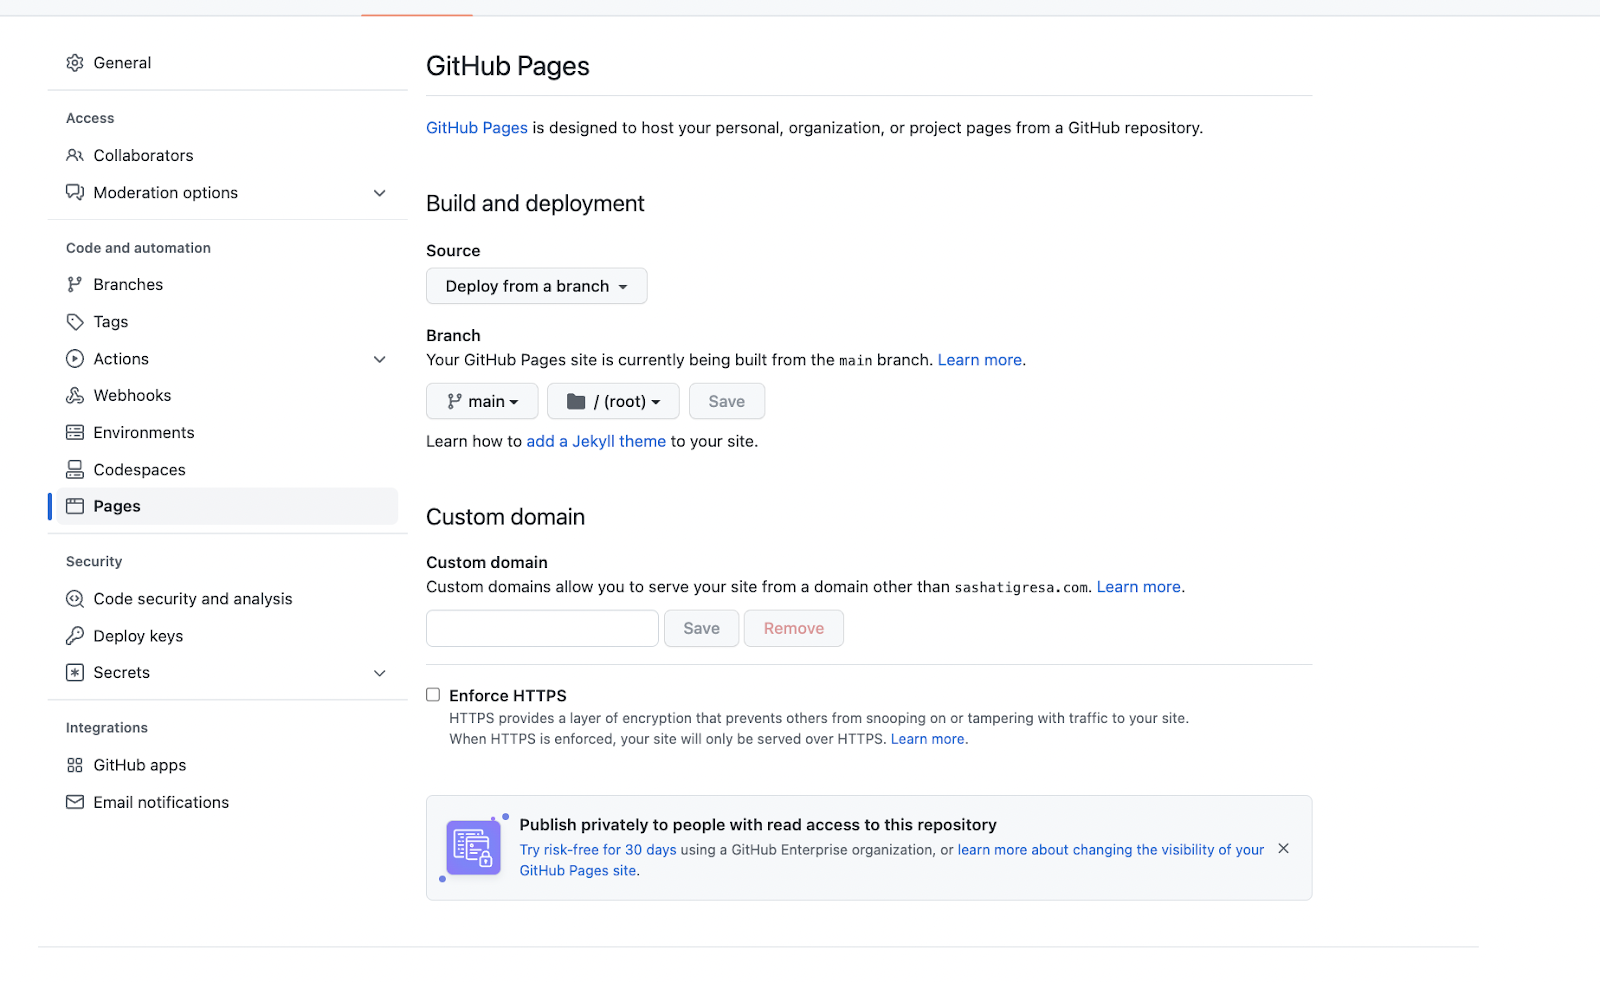 General
Access
Collaborators
Moderation options
Code and automation
Branches
Tags
Actions
Webhooks
Environments
Codespaces
Pages
Security
Code security and analysis
Deploy keys
Secrets
Integrations
GitHub apps
Email notifications
GitHub Pages
GitHub Pages is designed to host your personal, organization, or project pages from a GitHub repository.
Build and deployment
Source
Deploy from a branch
Branch
Your GitHub Pages site is currently being built from the main branch. Learn more.
main / (root) Save
Learn how to add a Jekyll theme to your site.
Custom domain
Custom domain
Custom domains allow you to serve your site from a domain other than sashatigresa.com. Learn more.
Save Remove
Enforce HTTPS
HTTPS provides a layer of encryption that prevents others from snooping on or tampering with traffic to your site.
When HTTPS is enforced, your site will only be served over HTTPS. Learn more.
Publish privately to people with read access to this repository
Try risk-free for 30 days using a GitHub Enterprise organization, or learn more about changing the visibility of your
GitHub Pages site.